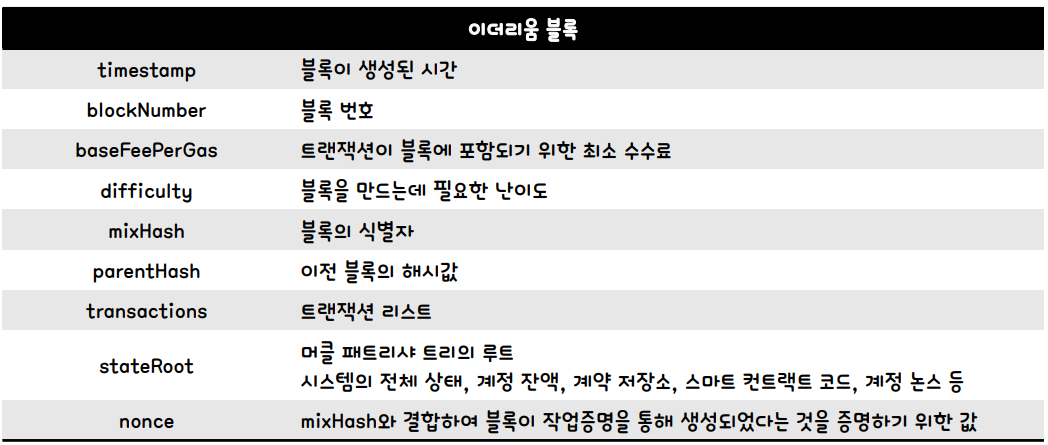 이더리움 블록
timestamp 블록이 생성된 시간
blockNumber 블록 번호
baseFeePerGas 트랜잭션이 블록에 포함되기 위한 최소 수수료
difficulty 블록을 만드는데 필요한 난이도
mixHash 블록의 식별자
parentHash 이전 블록의 해시값
transactions 트랜잭션 리스트
stateRoot 머클 패트리샤 트리의 루트
시스템의 전체 상태, 계정 잔액, 계약 저장소, 스마트 컨트랙트 코드, 계정 논스 등
nonce mixHash와 결합하여 블록이 작업증명을 통해 생성되었다는 것을 증명하기 위한 값